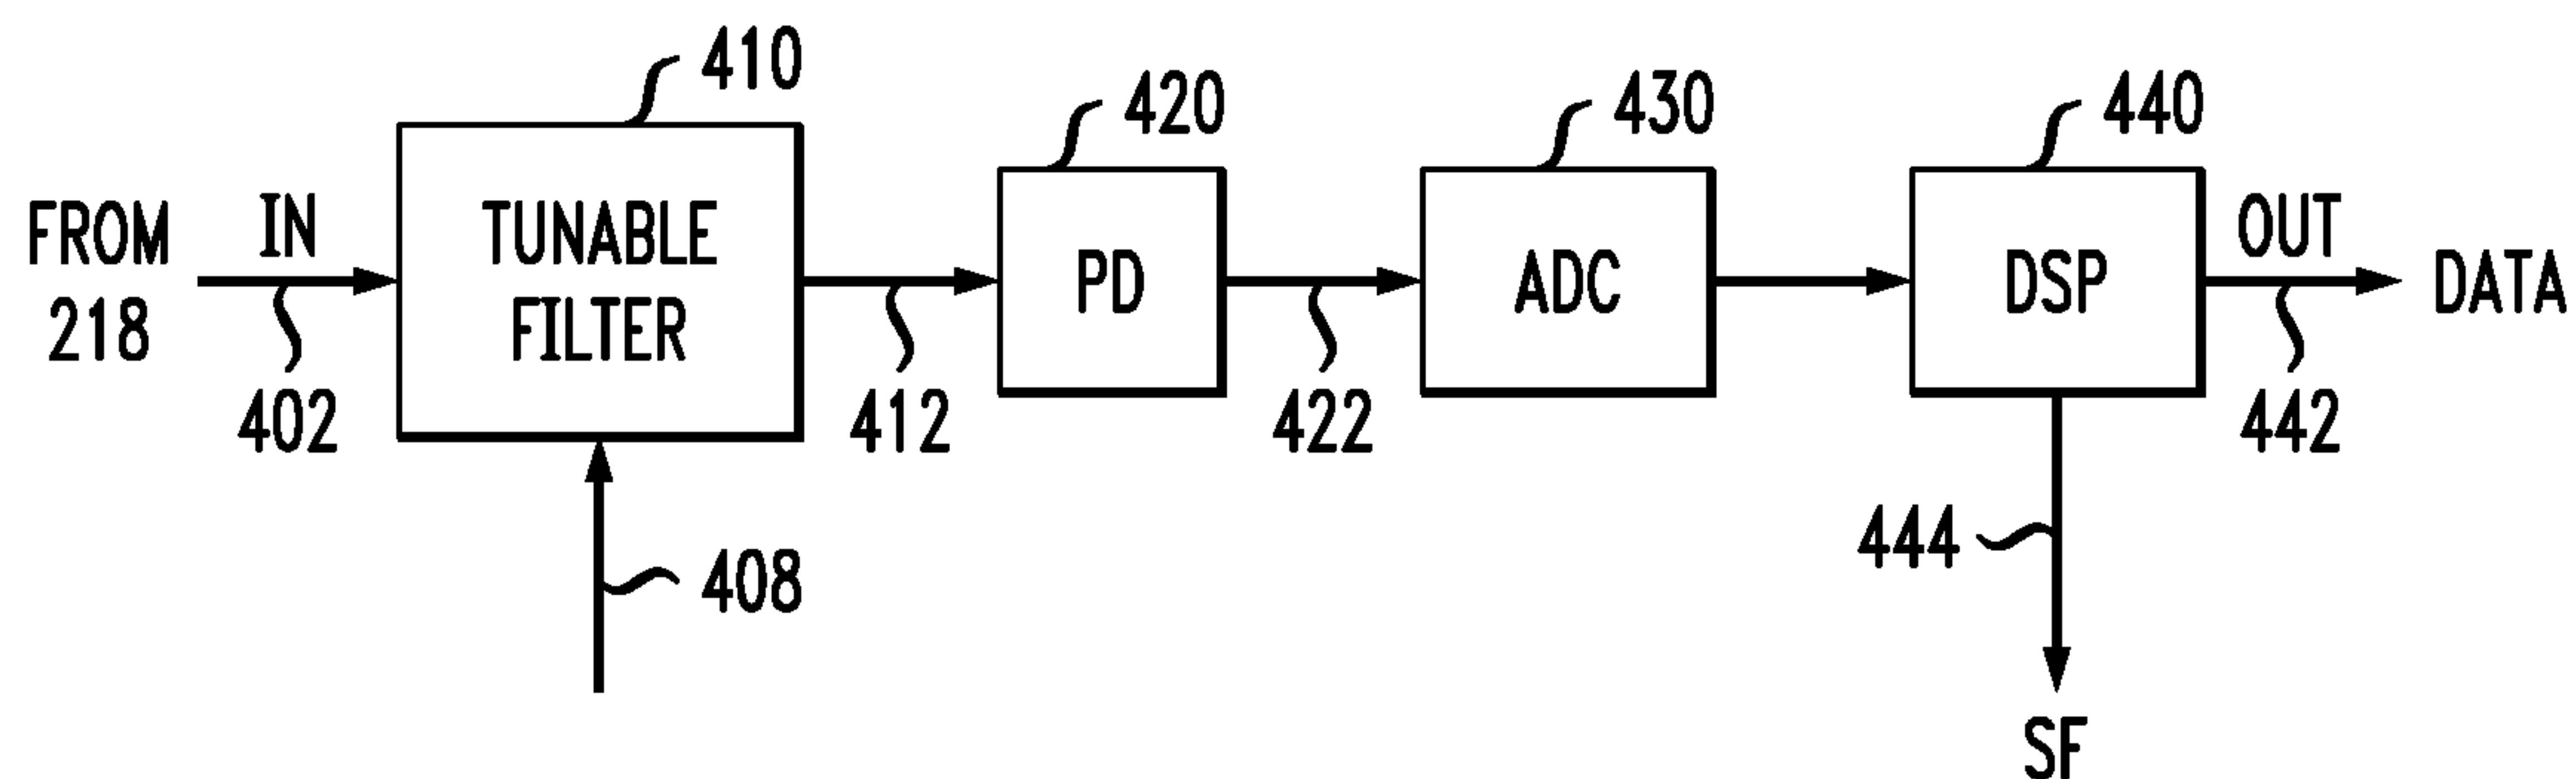 410
420
430
440
FROM
218
IN
TUNABLE
FILTER
PD
ADC
DSP
OUT
DATA
402
412
422
442
408
444
SF